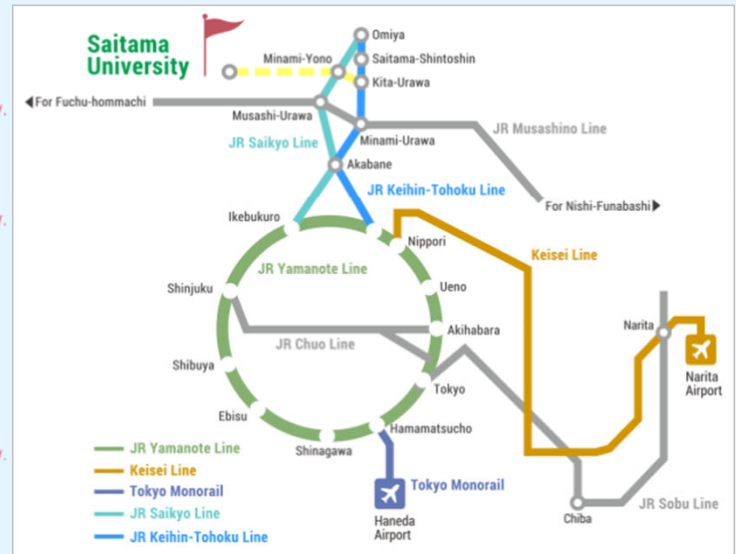 Saitama
University
Omiya
Minami-Yono
Saitama-Shintoshin
Kita-Urawa
For Fuchu-hommachi
Musashi-Urawa
Minami-Urawa
JR Musashino Line
JR Saikyo Line
Akabane
JR Keihin-Tohoku Line
For Nishi-Funabashi
Ikebukuro
Nippori
Keisei Line
JR Yamanote Line
Shinjuku
Ueno
Akihabara
Narita
JR Chuo Line
Shibuya
Tokyo
Narita
Airport
Ebisu
Hamamatsucho
Shinagawa
JR Yamanote Line
Keisei Line
Tokyo Monorail
JR Saikyo Line
JR Keihin-Tohoku Line
Tokyo Monorail
Haneda
Airport
Chiba
JR Sobu Line